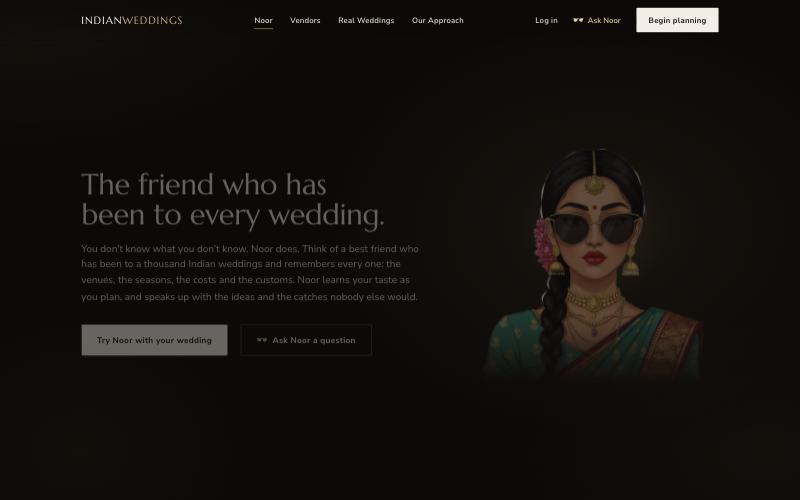 INDIANWEDDINGS
Noor
Vendors
Real Weddings
Our Approach
Log in
Ask Noor
Begin planning
The friend who has
been to every wedding.
You don’t know what you don’t know. Noor does. Think of a best friend who
has been to a thousand Indian weddings and remembers every one: the
venues, the seasons, the costs and the customs. Noor learns your taste as
you plan, and speaks up with the ideas and the catches nobody else would.
Try Noor with your wedding
Ask Noor a question